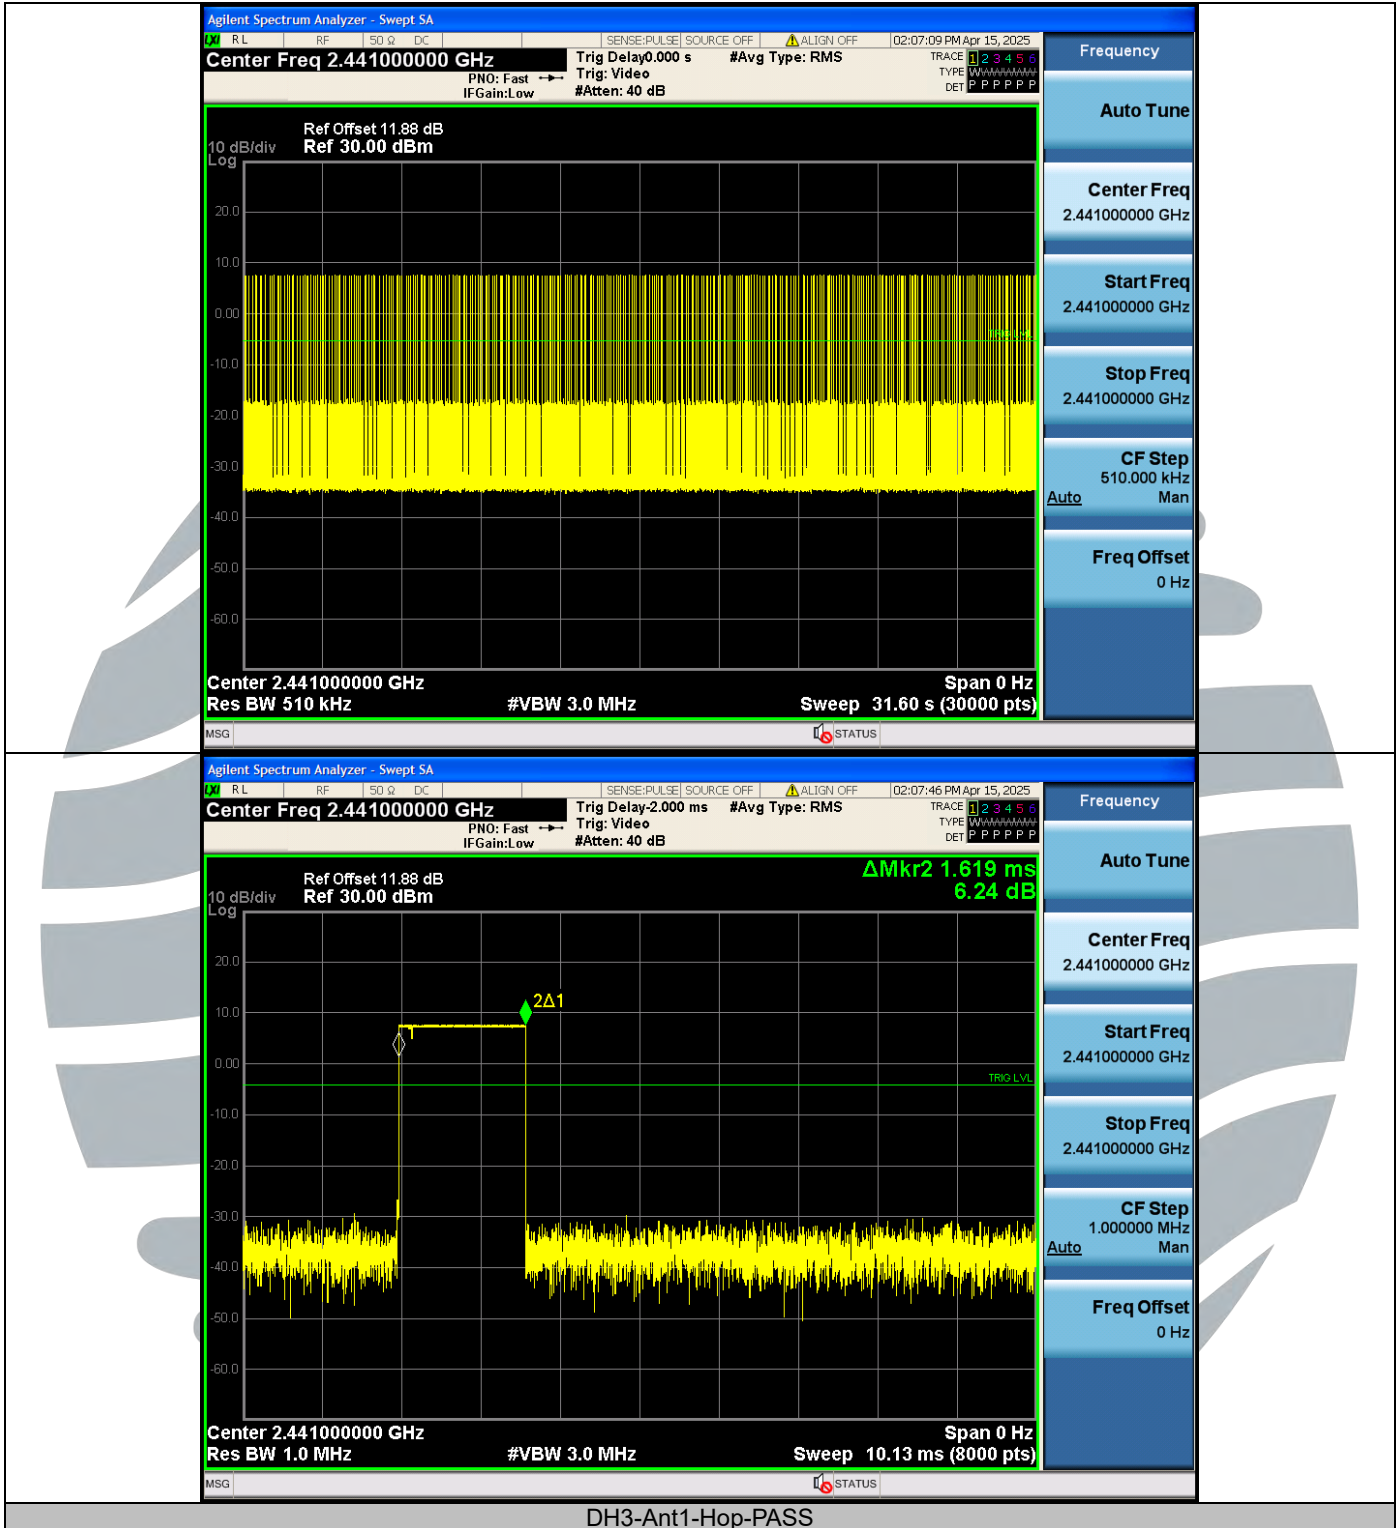 Agilent Spectrum Analyzer - Swept SA
LXI RL RF 50 Ω DC SENSE:PULSE SOURCE OFF ALIGN OFF 02:07:09 PM Apr 15, 2025
Center Freq 2.441000000 GHz
PNO: Fast
IFGain:Low
Trig Delay0.000 s #Avg Type: RMS
Trig: Video
#Atten: 40 dB
TRACE 1 2 3 4 5 6
TYPE WWWWWW
DET P P P P P P
Ref Offset 11.88 dB
10 dB/div Ref 30.00 dBm
Log
20.0
10.0
0.00
TRIG LVL
-10.0
-20.0
-30.0
-40.0
-50.0
-60.0
Center 2.441000000 GHz Span 0 Hz
Res BW 510 kHz #VBW 3.0 MHz Sweep 31.60 s (30000 pts)
MSG STATUS
Frequency
Auto Tune
Center Freq
2.441000000 GHz
Start Freq
2.441000000 GHz
Stop Freq
2.441000000 GHz
CF Step
510.000 kHz
Auto Man
Freq Offset
0 Hz
Agilent Spectrum Analyzer - Swept SA
LXI RL RF 50 Ω DC SENSE:PULSE SOURCE OFF ALIGN OFF 02:07:46 PM Apr 15, 2025
Center Freq 2.441000000 GHz
PNO: Fast
IFGain:Low
Trig Delay-2.000 ms #Avg Type: RMS
Trig: Video
#Atten: 40 dB
TRACE 1 2 3 4 5 6
TYPE WWWWWW
DET P P P P P P
ΔMkr2 1.619 ms
6.24 dB
Ref Offset 11.88 dB
10 dB/div Ref 30.00 dBm
Log
20.0
2Δ1
10.0
0.00
TRIG LVL
-10.0
-20.0
-30.0
-40.0
-50.0
-60.0
Center 2.441000000 GHz Span 0 Hz
Res BW 1.0 MHz #VBW 3.0 MHz Sweep 10.13 ms (8000 pts)
MSG STATUS
Frequency
Auto Tune
Center Freq
2.441000000 GHz
Start Freq
2.441000000 GHz
Stop Freq
2.441000000 GHz
CF Step
1.000000 MHz
Auto Man
Freq Offset
0 Hz
DH3-Ant1-Hop-PASS